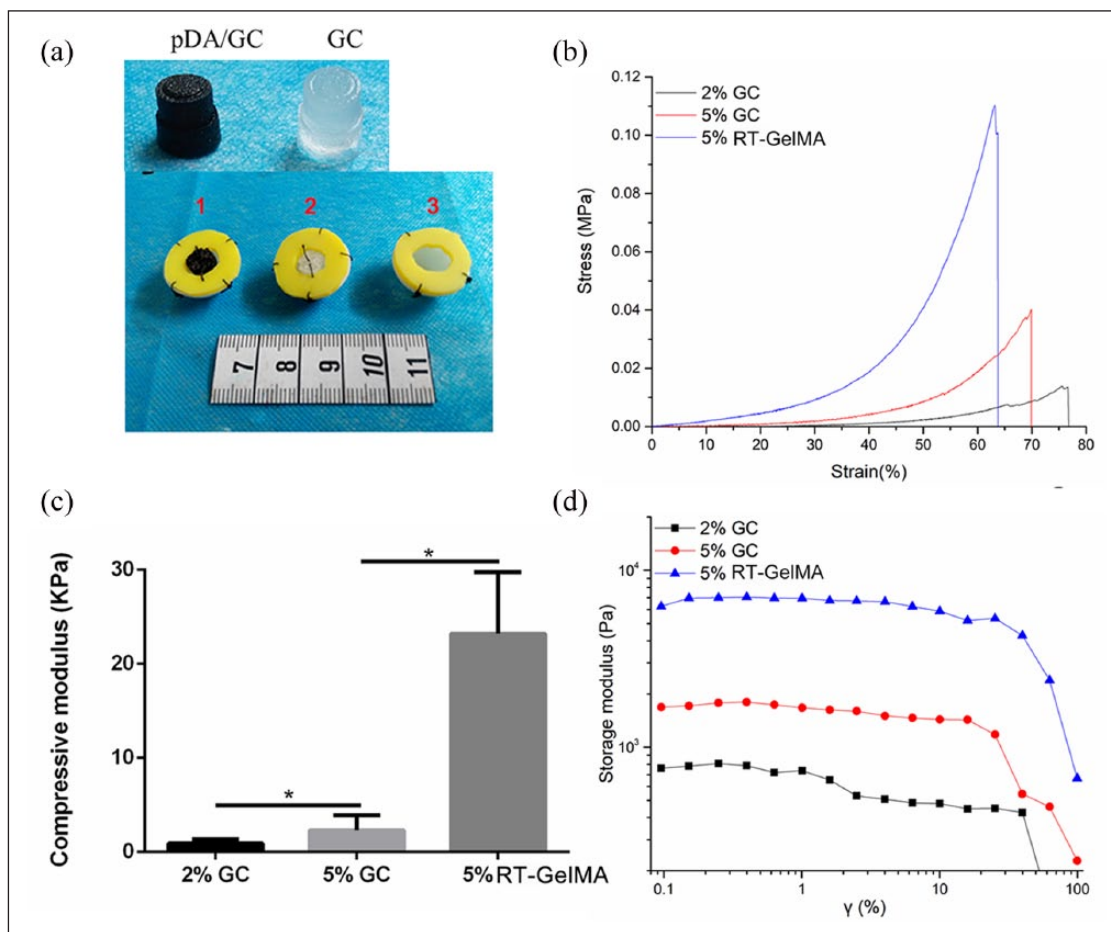 (a)
pDA/GC GC
1 2 3
7 8 9 10 11
(b)
0.12
0.10
0.08
0.06
0.04
0.02
0.00
Stress (MPa)
2% GC
5% GC
5% RT-GelMA
0 10 20 30 40 50 60 70 80
Strain(%)
(c)
30
20
10
0
Compressive modulus (KPa)
*
*
2% GC 5% GC 5% RT-GelMA
(d)
2% GC
5% GC
5% RT-GelMA
10⁴
10³
Storage modulus (Pa)
0.1 1 10 100
γ (%)